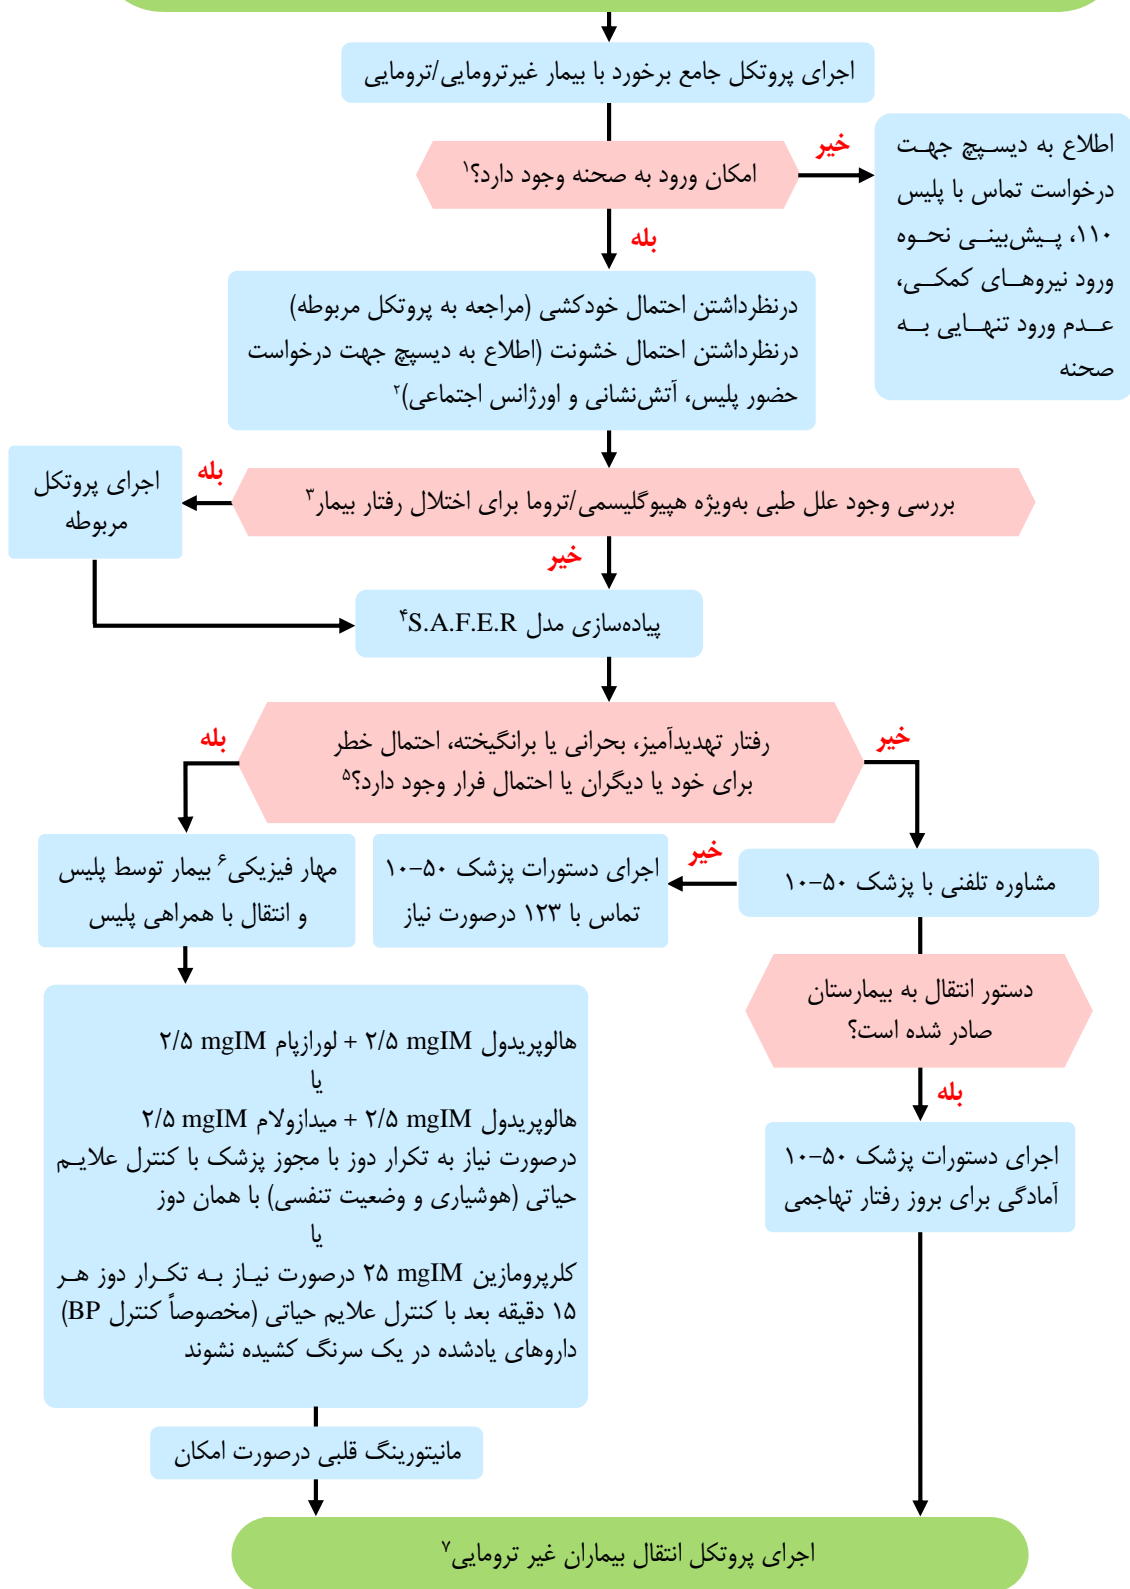 اجرای پروتکل جامع برخورد با بیمار غیرترومایی/ترومایی
امکان ورود به صحنه وجود دارد؟۱
خیر
اطلاع به دیسپچ جهت
درخواست تماس با پلیس
۱۱۰، پیش‌بینی نحوه
ورود نیروهای کمکی،
عدم ورود تنهایی به
صحنه
بله
درنظرداشتن احتمال خودکشی (مراجعه به پروتکل مربوطه)
درنظرداشتن احتمال خشونت (اطلاع به دیسپچ جهت درخواست
حضور پلیس، آتش‌نشانی و اورژانس اجتماعی)۲
بررسی وجود علل طبی به‌ویژه هیپوگلیسمی/تروما برای اختلال رفتار بیمار۳
بله
اجرای پروتکل
مربوطه
خیر
پیاده‌سازی مدل S.A.F.E.R۴
رفتار تهدیدآمیز، بحرانی یا برانگیخته، احتمال خطر
برای خود یا دیگران یا احتمال فرار وجود دارد؟۵
خیر
بله
مشاوره تلفنی با پزشک ۵۰–۱۰
خیر
اجرای دستورات پزشک ۵۰–۱۰
تماس با ۱۲۳ درصورت نیاز
مهار فیزیکی۶ بیمار توسط پلیس
و انتقال با همراهی پلیس
دستور انتقال به بیمارستان
صادر شده است؟
بله
اجرای دستورات پزشک ۵۰–۱۰
آمادگی برای بروز رفتار تهاجمی
هالوپریدول ۲/۵ mgIM + لورازپام ۲/۵ mgIM
یا
هالوپریدول ۲/۵ mgIM + میدازولام ۲/۵ mgIM
درصورت نیاز به تکرار دوز با مجوز پزشک با کنترل علایم
حیاتی (هوشیاری و وضعیت تنفسی) با همان دوز
یا
کلرپرومازین ۲۵ mgIM درصورت نیاز به تکرار دوز هر
۱۵ دقیقه بعد با کنترل علایم حیاتی (مخصوصاً کنترل BP)
داروهای یادشده در یک سرنگ کشیده نشوند
مانیتورینگ قلبی درصورت امکان
اجرای پروتکل انتقال بیماران غیر ترومایی۷